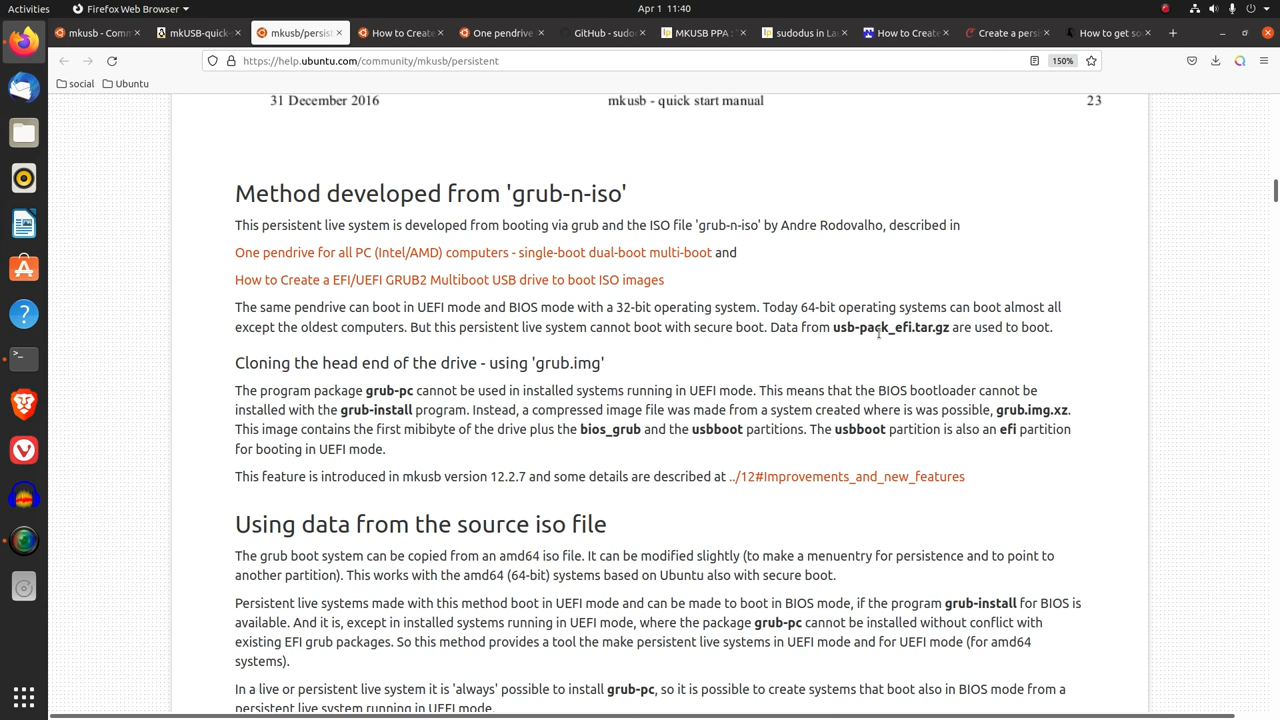 Activities
Firefox Web Browser
Apr 1 11:40
mkusb - Comm
mkUSB-quick-
mkusb/persist
How to Create
One pendrive
GitHub - sudo
MKUSB PPA :
sudodus in La
How to Create
Create a persi
How to get so
https://help.ubuntu.com/community/mkusb/persistent
150%
social
Ubuntu
31 December 2016 mkusb - quick start manual 23
Method developed from 'grub-n-iso'
This persistent live system is developed from booting via grub and the ISO file 'grub-n-iso' by Andre Rodovalho, described in
One pendrive for all PC (Intel/AMD) computers - single-boot dual-boot multi-boot and
How to Create a EFI/UEFI GRUB2 Multiboot USB drive to boot ISO images
The same pendrive can boot in UEFI mode and BIOS mode with a 32-bit operating system. Today 64-bit operating systems can boot almost all
except the oldest computers. But this persistent live system cannot boot with secure boot. Data from usb-pack_efi.tar.gz are used to boot.
Cloning the head end of the drive - using 'grub.img'
The program package grub-pc cannot be used in installed systems running in UEFI mode. This means that the BIOS bootloader cannot be
installed with the grub-install program. Instead, a compressed image file was made from a system created where is was possible, grub.img.xz.
This image contains the first mibibyte of the drive plus the bios_grub and the usbboot partitions. The usbboot partition is also an efi partition
for booting in UEFI mode.
This feature is introduced in mkusb version 12.2.7 and some details are described at ../12#Improvements_and_new_features
Using data from the source iso file
The grub boot system can be copied from an amd64 iso file. It can be modified slightly (to make a menuentry for persistence and to point to
another partition). This works with the amd64 (64-bit) systems based on Ubuntu also with secure boot.
Persistent live systems made with this method boot in UEFI mode and can be made to boot in BIOS mode, if the program grub-install for BIOS is
available. And it is, except in installed systems running in UEFI mode, where the package grub-pc cannot be installed without conflict with
existing EFI grub packages. So this method provides a tool the make persistent live systems in UEFI mode and for UEFI mode (for amd64
systems).
In a live or persistent live system it is 'always' possible to install grub-pc, so it is possible to create systems that boot also in BIOS mode from a
persistent live system running in UEFI mode.